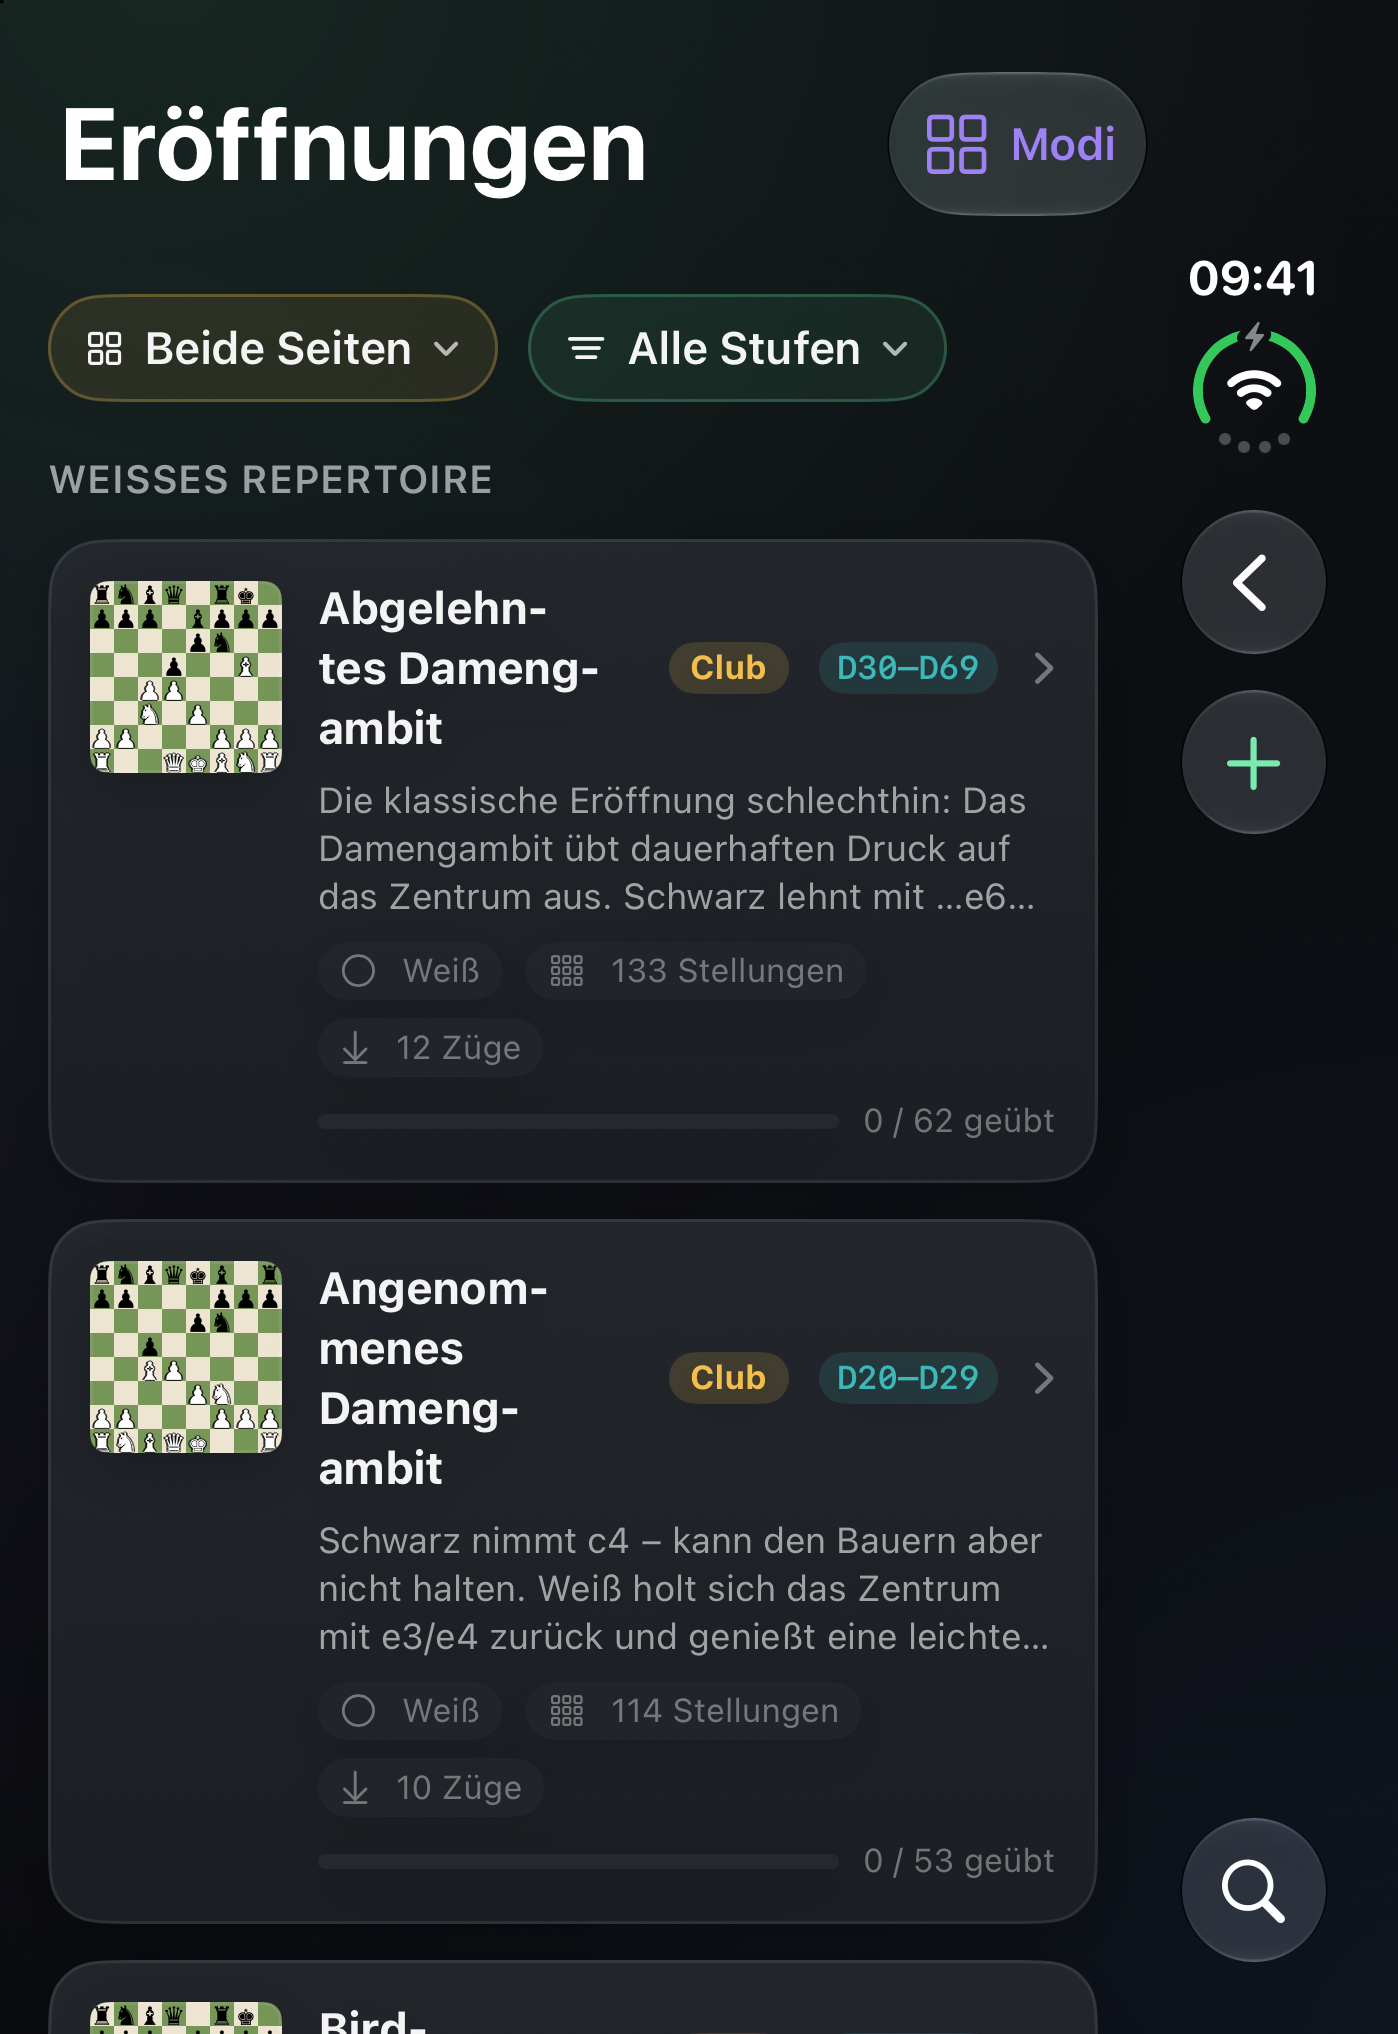 Eröffnungen
Modi
09:41
Beide Seiten
Alle Stufen
WEISSES REPERTOIRE
Abgelehn-
tes Dameng-
ambit
Club
D30–D69
Die klassische Eröffnung schlechthin: Das
Damengambit übt dauerhaften Druck auf
das Zentrum aus. Schwarz lehnt mit …e6…
Weiß
133 Stellungen
12 Züge
0 / 62 geübt
Angenom-
menes
Dameng-
ambit
Club
D20–D29
Schwarz nimmt c4 – kann den Bauern aber
nicht halten. Weiß holt sich das Zentrum
mit e3/e4 zurück und genießt eine leichte…
Weiß
114 Stellungen
10 Züge
0 / 53 geübt
Bird-